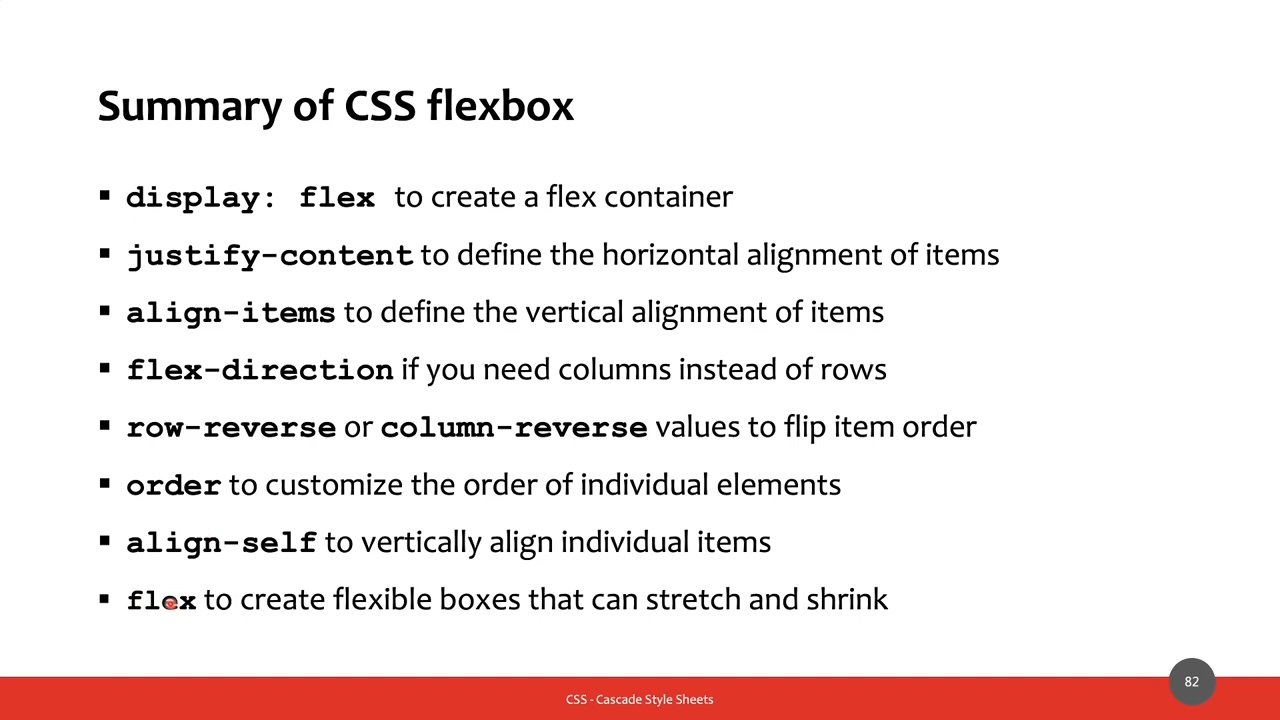 Summary of CSS flexbox
▪ display: flex to create a flex container
▪ justify-content to define the horizontal alignment of items
▪ align-items to define the vertical alignment of items
▪ flex-direction if you need columns instead of rows
▪ row-reverse or column-reverse values to flip item order
▪ order to customize the order of individual elements
▪ align-self to vertically align individual items
▪ flex to create flexible boxes that can stretch and shrink
82
CSS - Cascade Style Sheets